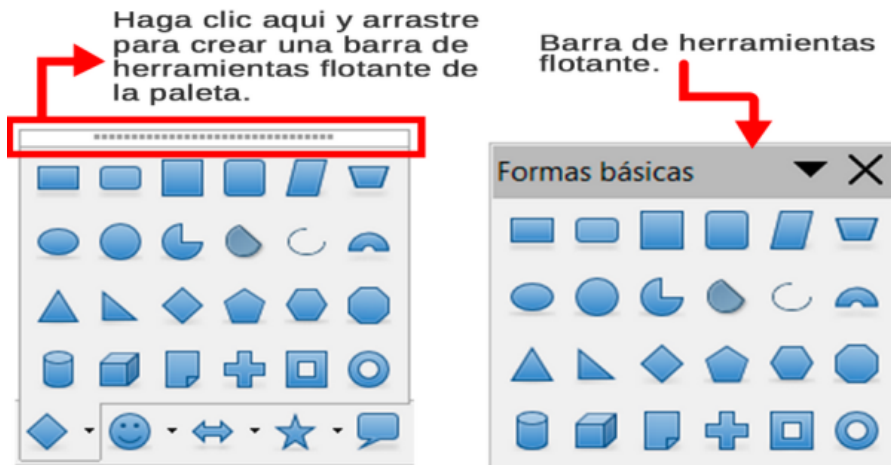 Haga clic aqui y arrastre
para crear una barra de
herramientas flotante de
la paleta.
Barra de herramientas
flotante.
Formas básicas